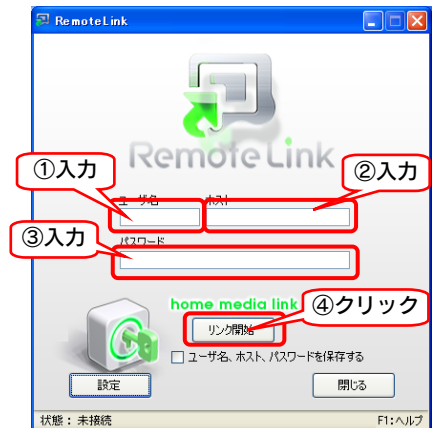 RemoteLink
Remote Link
①入力
②入力
ユーザ名 ホスト
③入力
パスワード
home media link
④クリック
リンク開始
ユーザ名、ホスト、パスワードを保存する
設定 閉じる
状態： 未接続 F1:ヘルプ